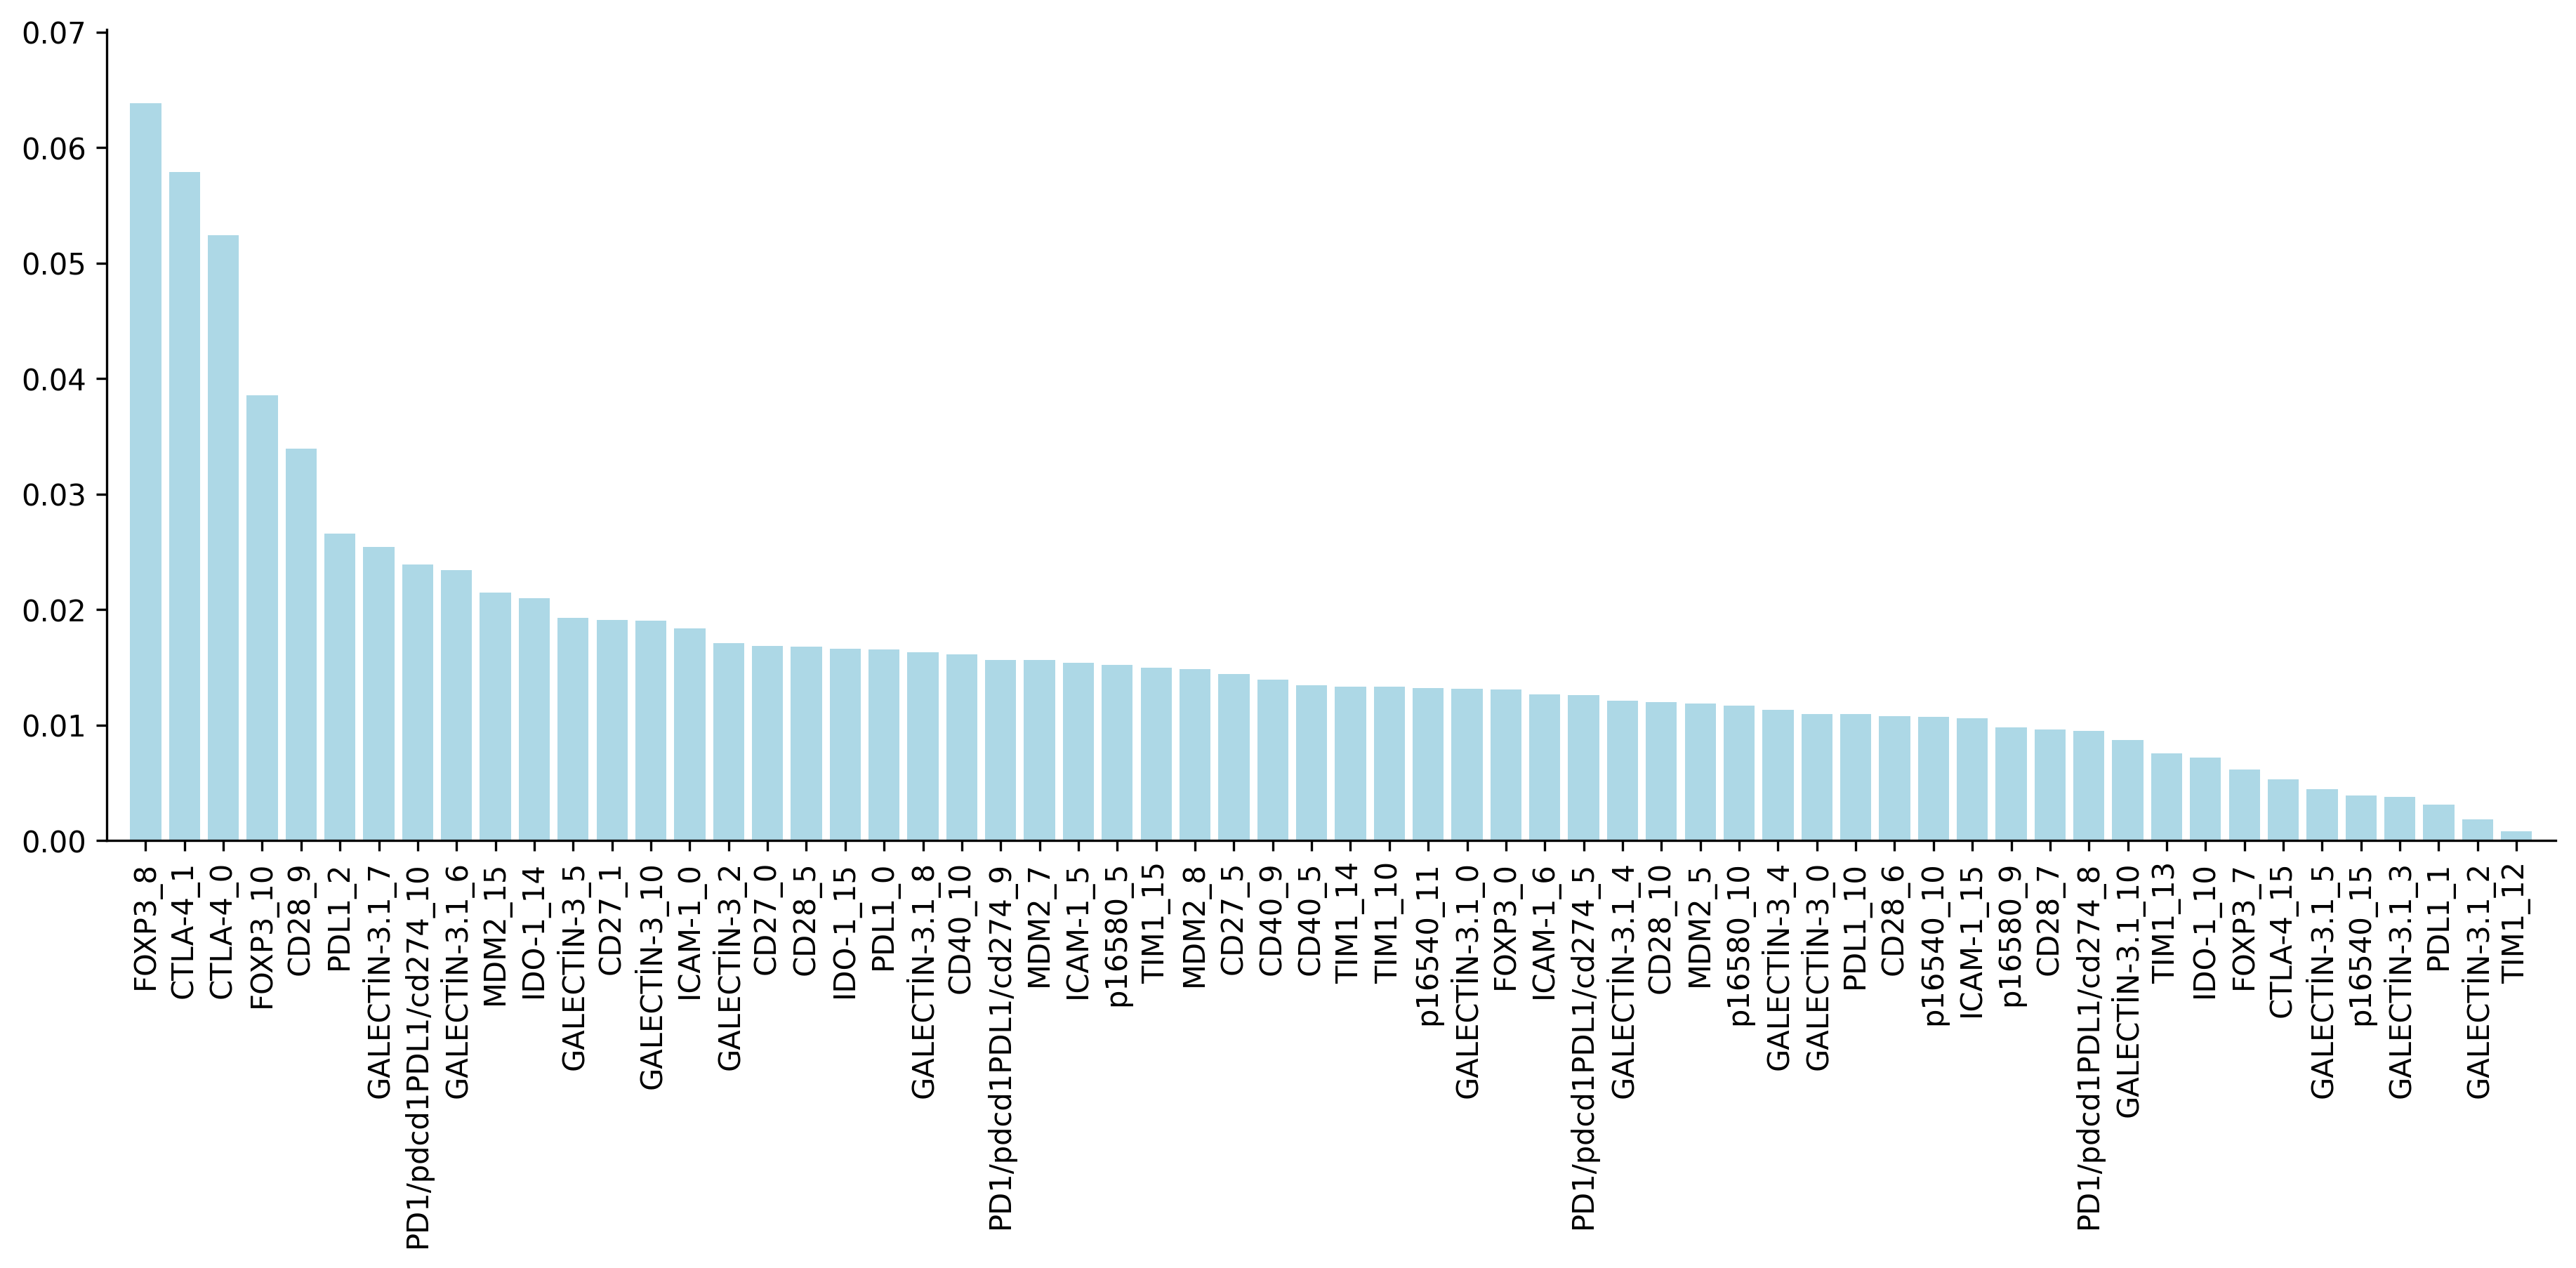 0.07
0.06
0.05
0.04
0.03
0.02
0.01
0.00
FOXP3_8
CTLA-4_1
CTLA-4_0
FOXP3_10
CD28_9
PDL1_2
GALECTİN-3.1_7
PD1/pdcd1PDL1/cd274_10
GALECTİN-3.1_6
MDM2_15
IDO-1_14
GALECTİN-3_5
CD27_1
GALECTİN-3_10
ICAM-1_0
GALECTİN-3_2
CD27_0
CD28_5
IDO-1_15
PDL1_0
GALECTİN-3.1_8
CD40_10
PD1/pdcd1PDL1/cd274_9
MDM2_7
ICAM-1_5
p16580_5
TIM1_15
MDM2_8
CD27_5
CD40_9
CD40_5
TIM1_14
TIM1_10
p16540_11
GALECTİN-3.1_0
FOXP3_0
ICAM-1_6
PD1/pdcd1PDL1/cd274_5
GALECTİN-3.1_4
CD28_10
MDM2_5
p16580_10
GALECTİN-3_4
GALECTİN-3_0
PDL1_10
CD28_6
p16540_10
ICAM-1_15
p16580_9
CD28_7
PD1/pdcd1PDL1/cd274_8
GALECTİN-3.1_10
TIM1_13
IDO-1_10
FOXP3_7
CTLA-4_15
GALECTİN-3.1_5
p16540_15
GALECTİN-3.1_3
PDL1_1
GALECTİN-3.1_2
TIM1_12